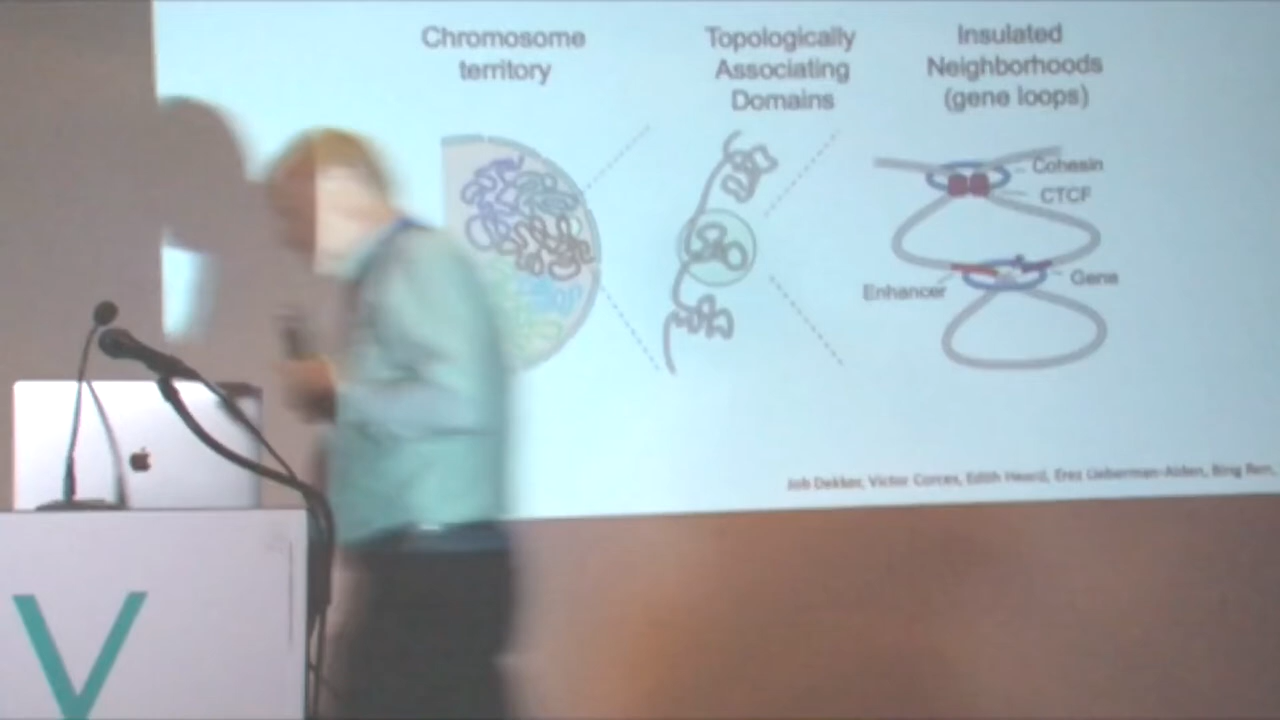 Chromosome
territory
Topologically
Associating
Domains
Insulated
Neighborhoods
(gene loops)
Cohesin
CTCF
Enhancer
Gene
Job Dekker, Victor Corces, Edith Heard, Erez Lieberman-Aiden, Bing Ren,
V